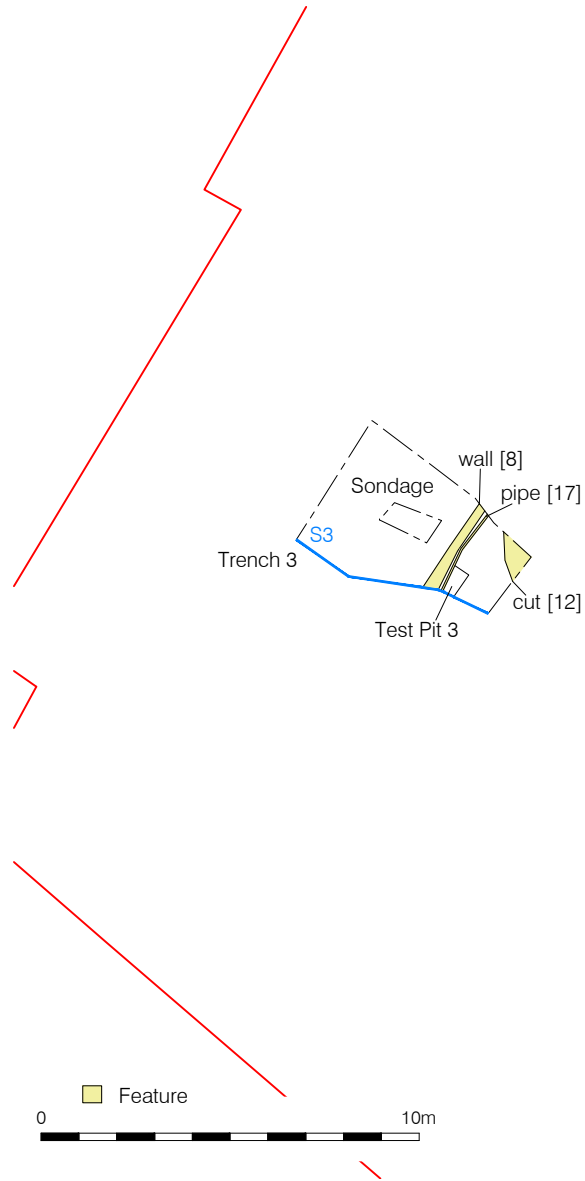 wall [8]
Sondage
pipe [17]
S3
Trench 3
cut [12]
Test Pit 3
Feature
0
10m